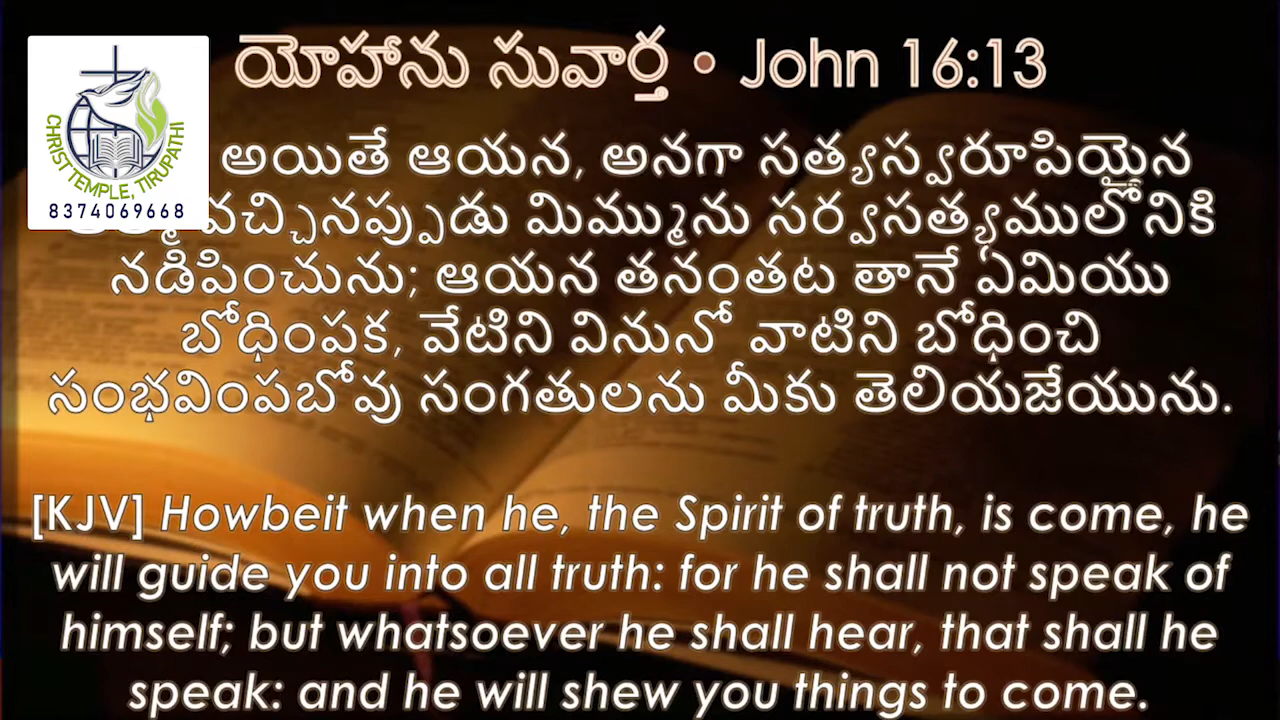 యోహాను సువార్త • John 16:13
CHRIST TEMPLE, TIRUPATHI
8374069668
అయితే ఆయన, అనగా సత్యస్వరూపియైన
వచ్చినప్పుడు మిమ్మును సర్వసత్యములోనికి
నడిపించును; ఆయన తనంతట తానే ఏమియు
బోధింపక, వేటిని వినునో వాటిని బోధించి
సంభవింపబోవు సంగతులను మీకు తెలియజేయును.
[KJV] Howbeit when he, the Spirit of truth, is come, he
will guide you into all truth: for he shall not speak of
himself; but whatsoever he shall hear, that shall he
speak: and he will shew you things to come.